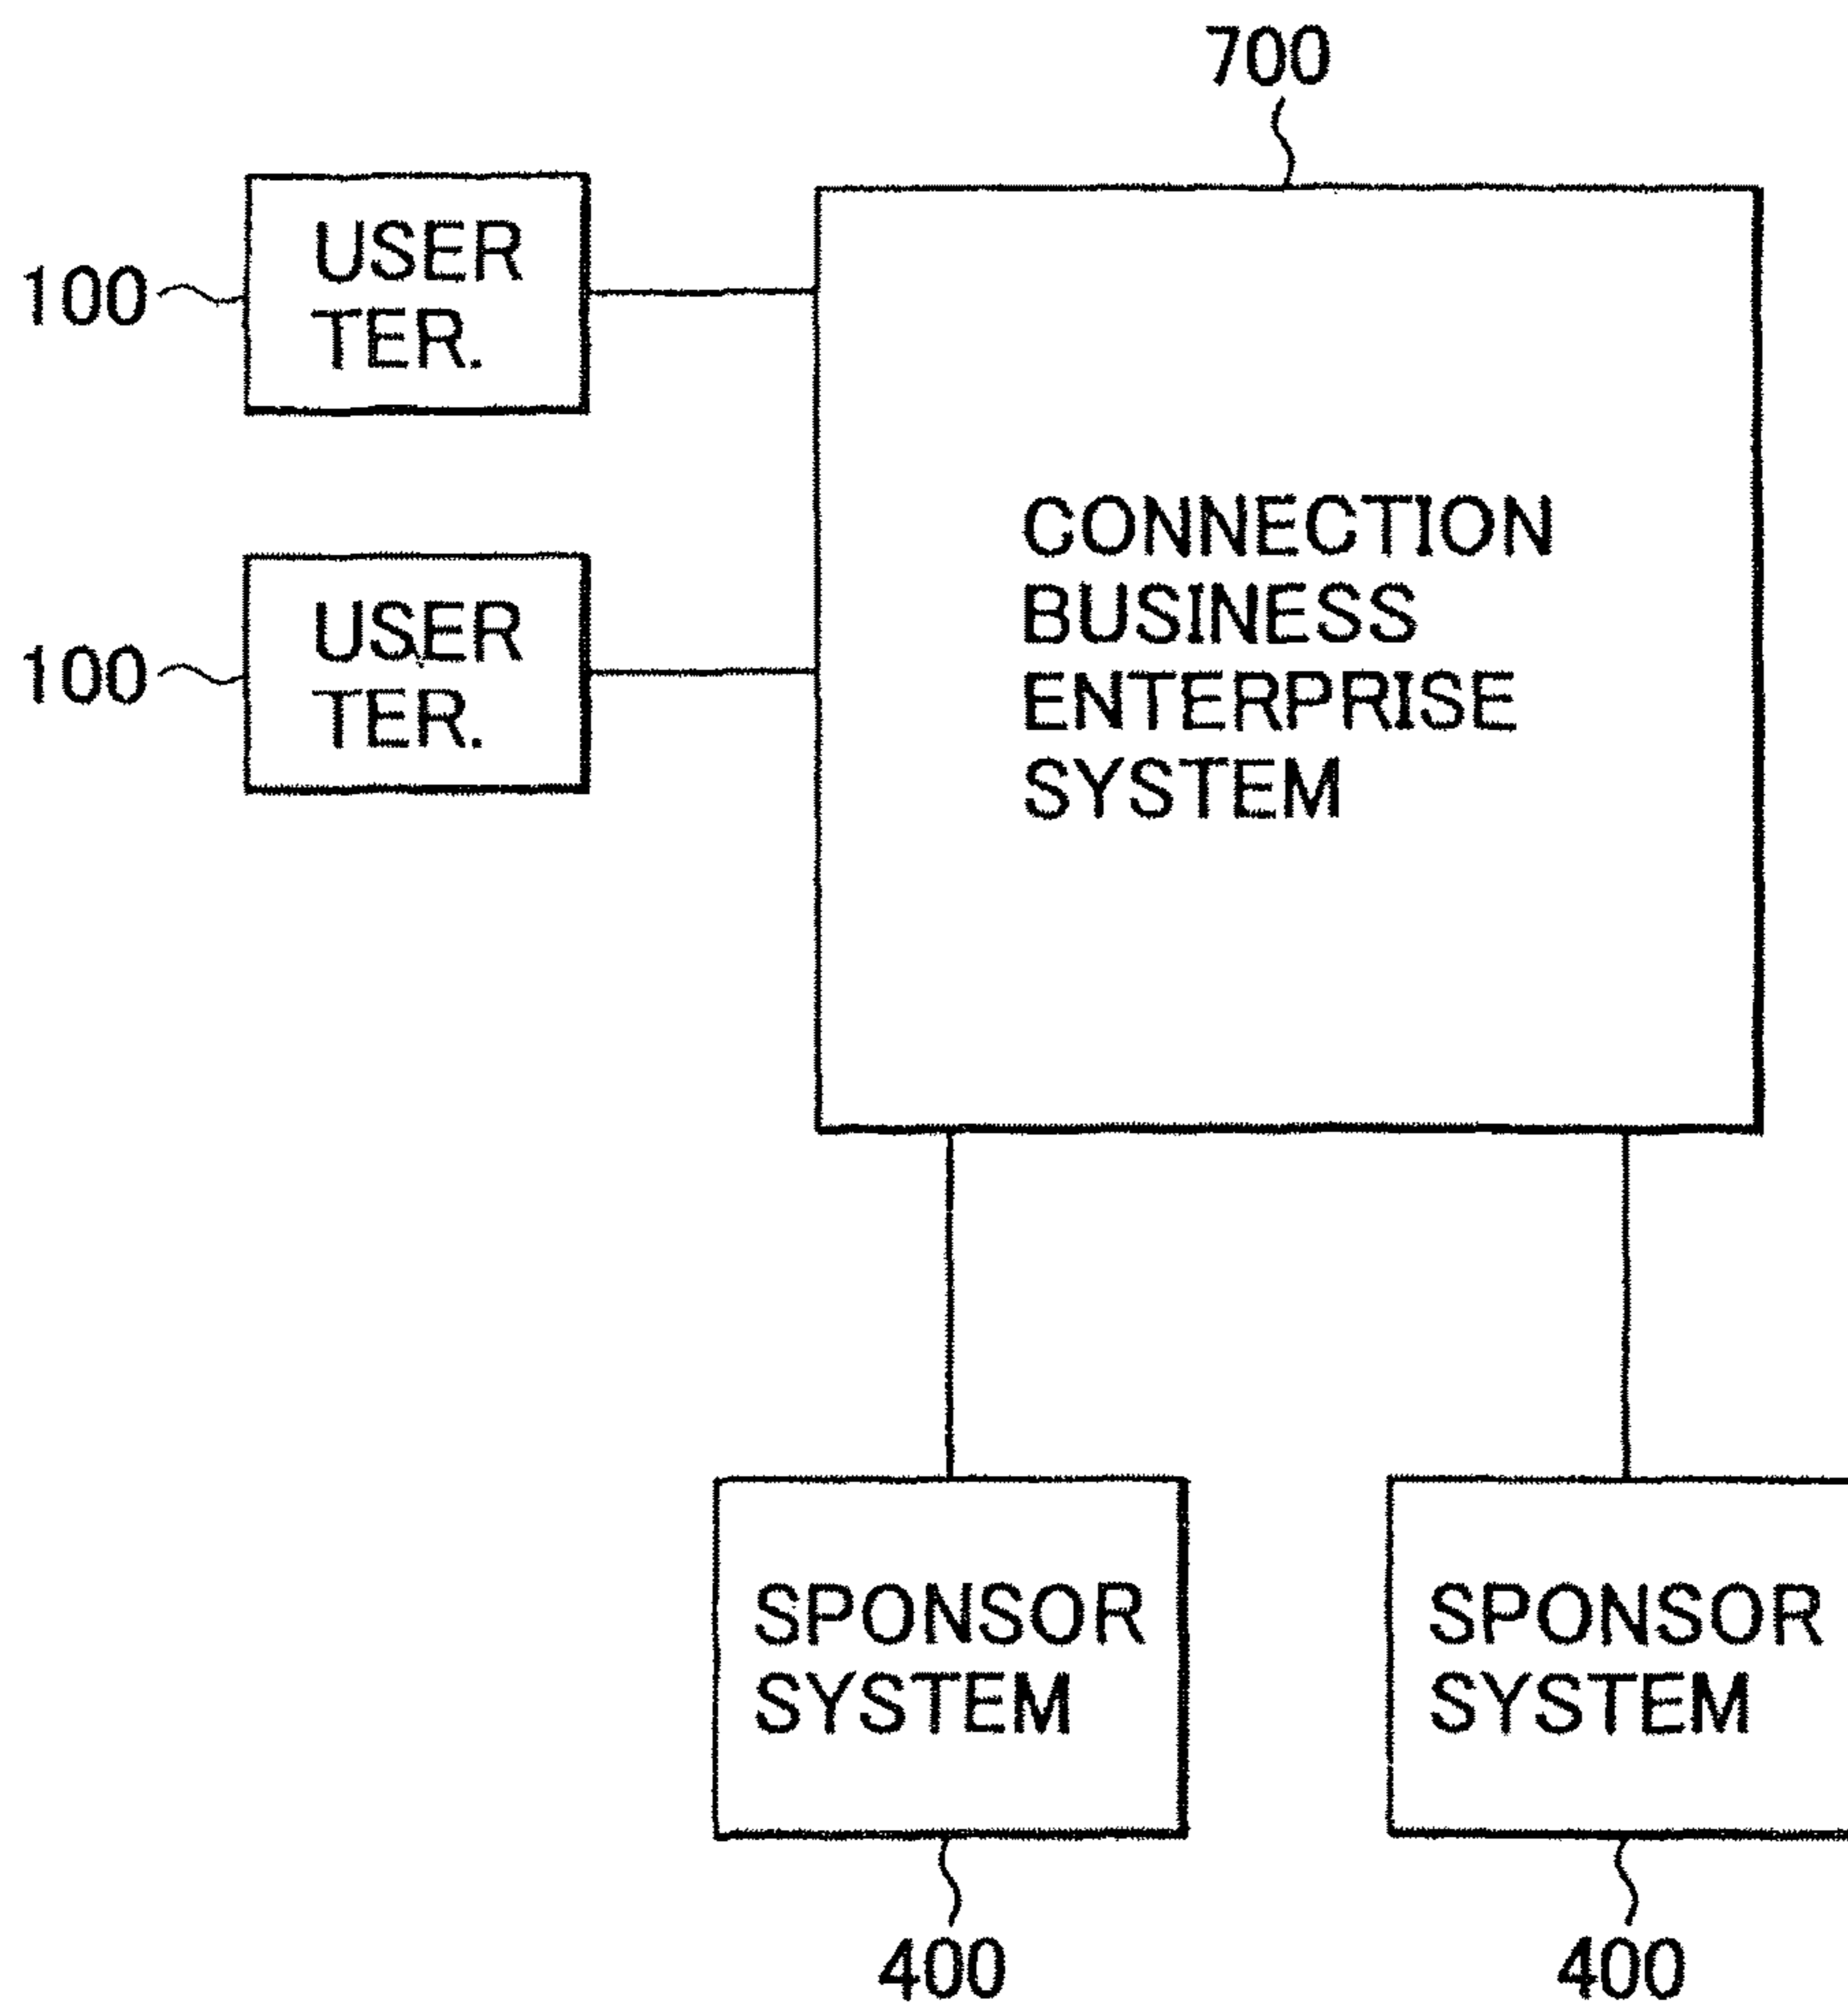 700
100
USER
TER.
100
USER
TER.
CONNECTION
BUSINESS
ENTERPRISE
SYSTEM
SPONSOR
SYSTEM
SPONSOR
SYSTEM
400
400